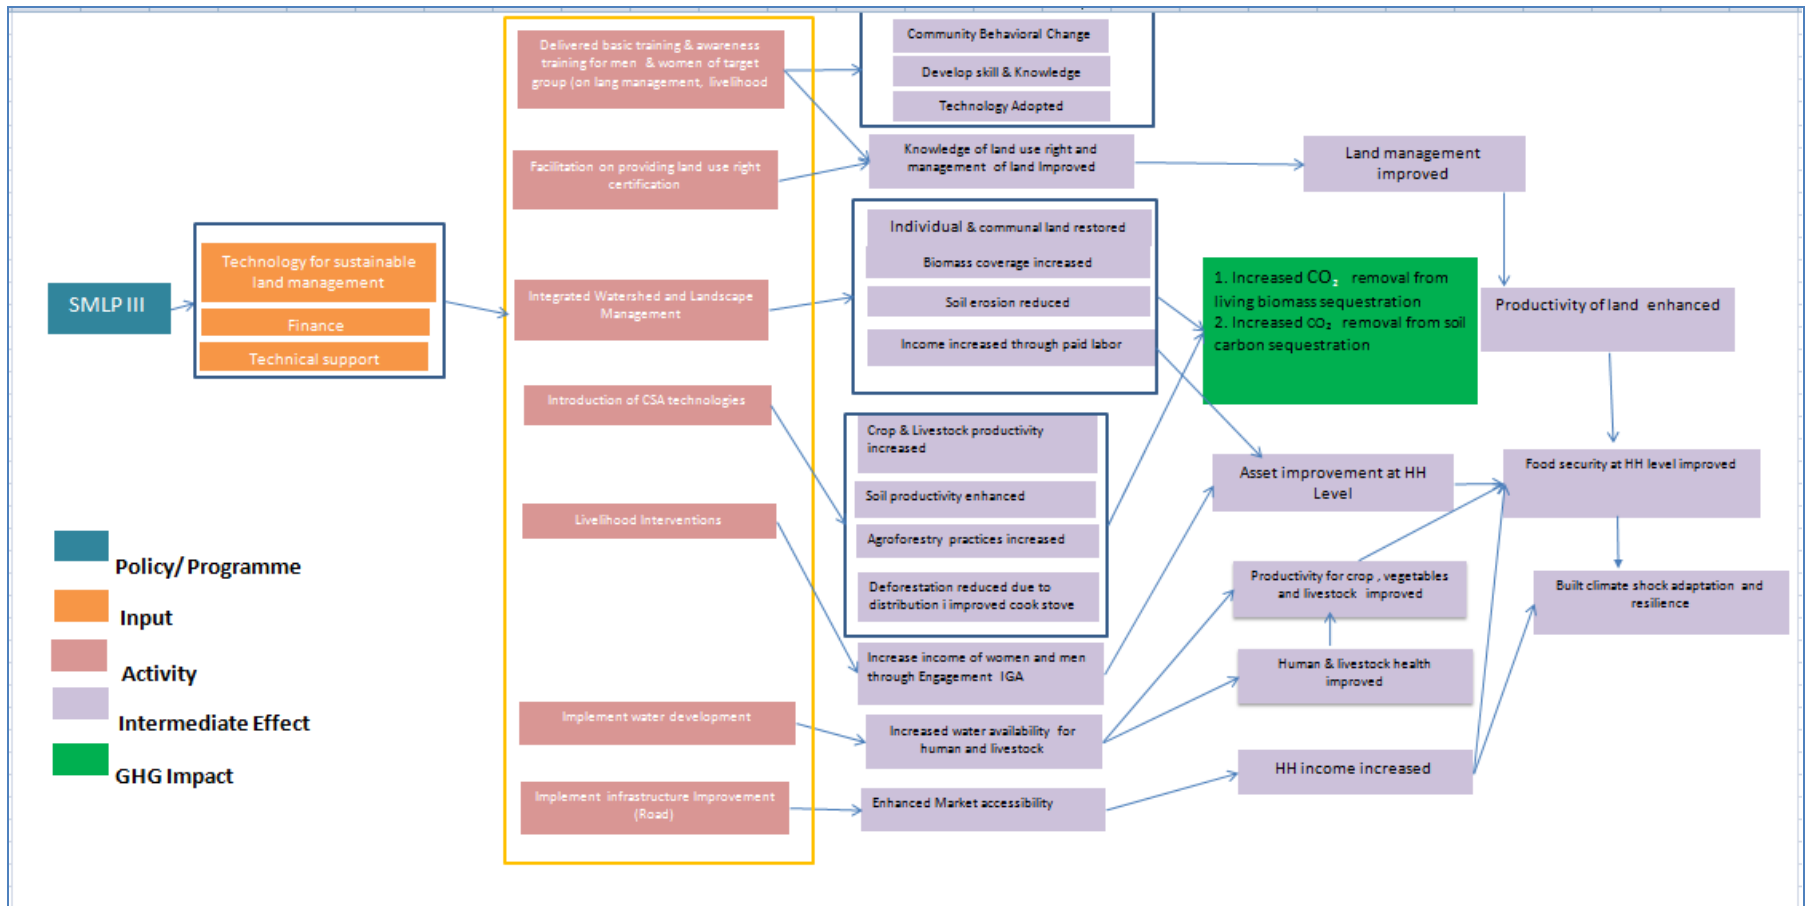 SMLP III
Technology for sustainable
land management
Finance
Technical support
Delivered basic training & awareness
training for men & women of target
group (on lang management, livelihood
Facilitation on providing land use right
certification
Integrated Watershed and Landscape
Management
Introduction of CSA technologies
Livelihood Interventions
Implement water development
Implement infrastructure Improvement
(Road)
Community Behavioral Change
Develop skill & Knowledge
Technology Adopted
Knowledge of land use right and
management of land Improved
Individual & communal land restored
Biomass coverage increased
Soil erosion reduced
Income increased through paid labor
Crop & Livestock productivity
increased
Soil productivity enhanced
Agroforestry practices increased
Deforestation reduced due to
distribution i improved cook stove
Increase income of women and men
through Engagement IGA
Increased water availability for
human and livestock
Enhanced Market accessibility
Land management
improved
1. Increased CO₂ removal from
living biomass sequestration
2. Increased CO₂ removal from soil
carbon sequestration
Productivity of land enhanced
Asset improvement at HH
Level
Food security at HH level improved
Productivity for crop , vegetables
and livestock improved
Human & livestock health
improved
HH income increased
Built climate shock adaptation and
resilience
Policy/ Programme
Input
Activity
Intermediate Effect
GHG Impact